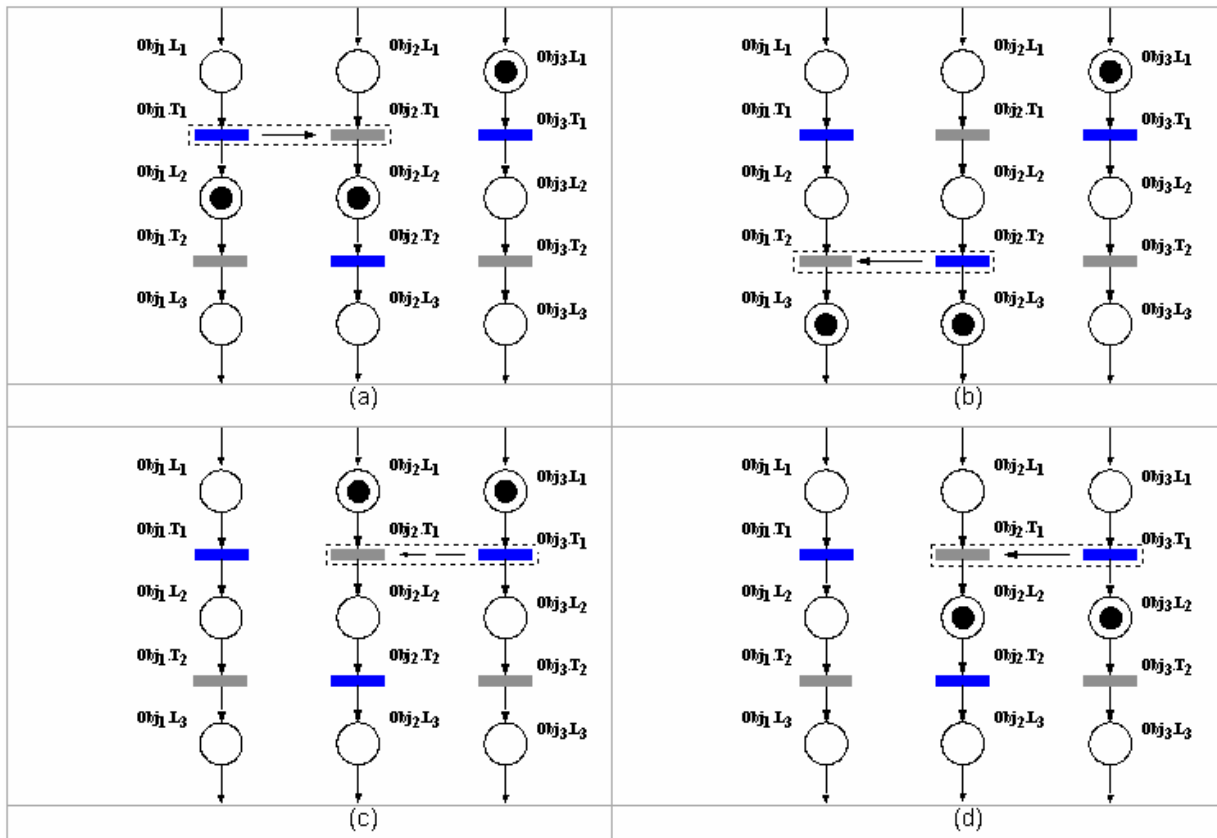 Obj₁.L₁ Obj₂.L₁ Obj₃.L₁
Obj₁.T₁ Obj₂.T₁ Obj₃.T₁
Obj₁.L₂ Obj₂.L₂ Obj₃.L₂
Obj₁.T₂ Obj₂.T₂ Obj₃.T₂
Obj₁.L₃ Obj₂.L₃ Obj₃.L₃
(a)
Obj₁.L₁ Obj₂.L₁ Obj₃.L₁
Obj₁.T₁ Obj₂.T₁ Obj₃.T₁
Obj₁.L₂ Obj₂.L₂ Obj₃.L₂
Obj₁.T₂ Obj₂.T₂ Obj₃.T₂
Obj₁.L₃ Obj₂.L₃ Obj₃.L₃
(b)
Obj₁.L₁ Obj₂.L₁ Obj₃.L₁
Obj₁.T₁ Obj₂.T₁ Obj₃.T₁
Obj₁.L₂ Obj₂.L₂ Obj₃.L₂
Obj₁.T₂ Obj₂.T₂ Obj₃.T₂
Obj₁.L₃ Obj₂.L₃ Obj₃.L₃
(c)
Obj₁.L₁ Obj₂.L₁ Obj₃.L₁
Obj₁.T₁ Obj₂.T₁ Obj₃.T₁
Obj₁.L₂ Obj₂.L₂ Obj₃.L₂
Obj₁.T₂ Obj₂.T₂ Obj₃.T₂
Obj₁.L₃ Obj₂.L₃ Obj₃.L₃
(d)